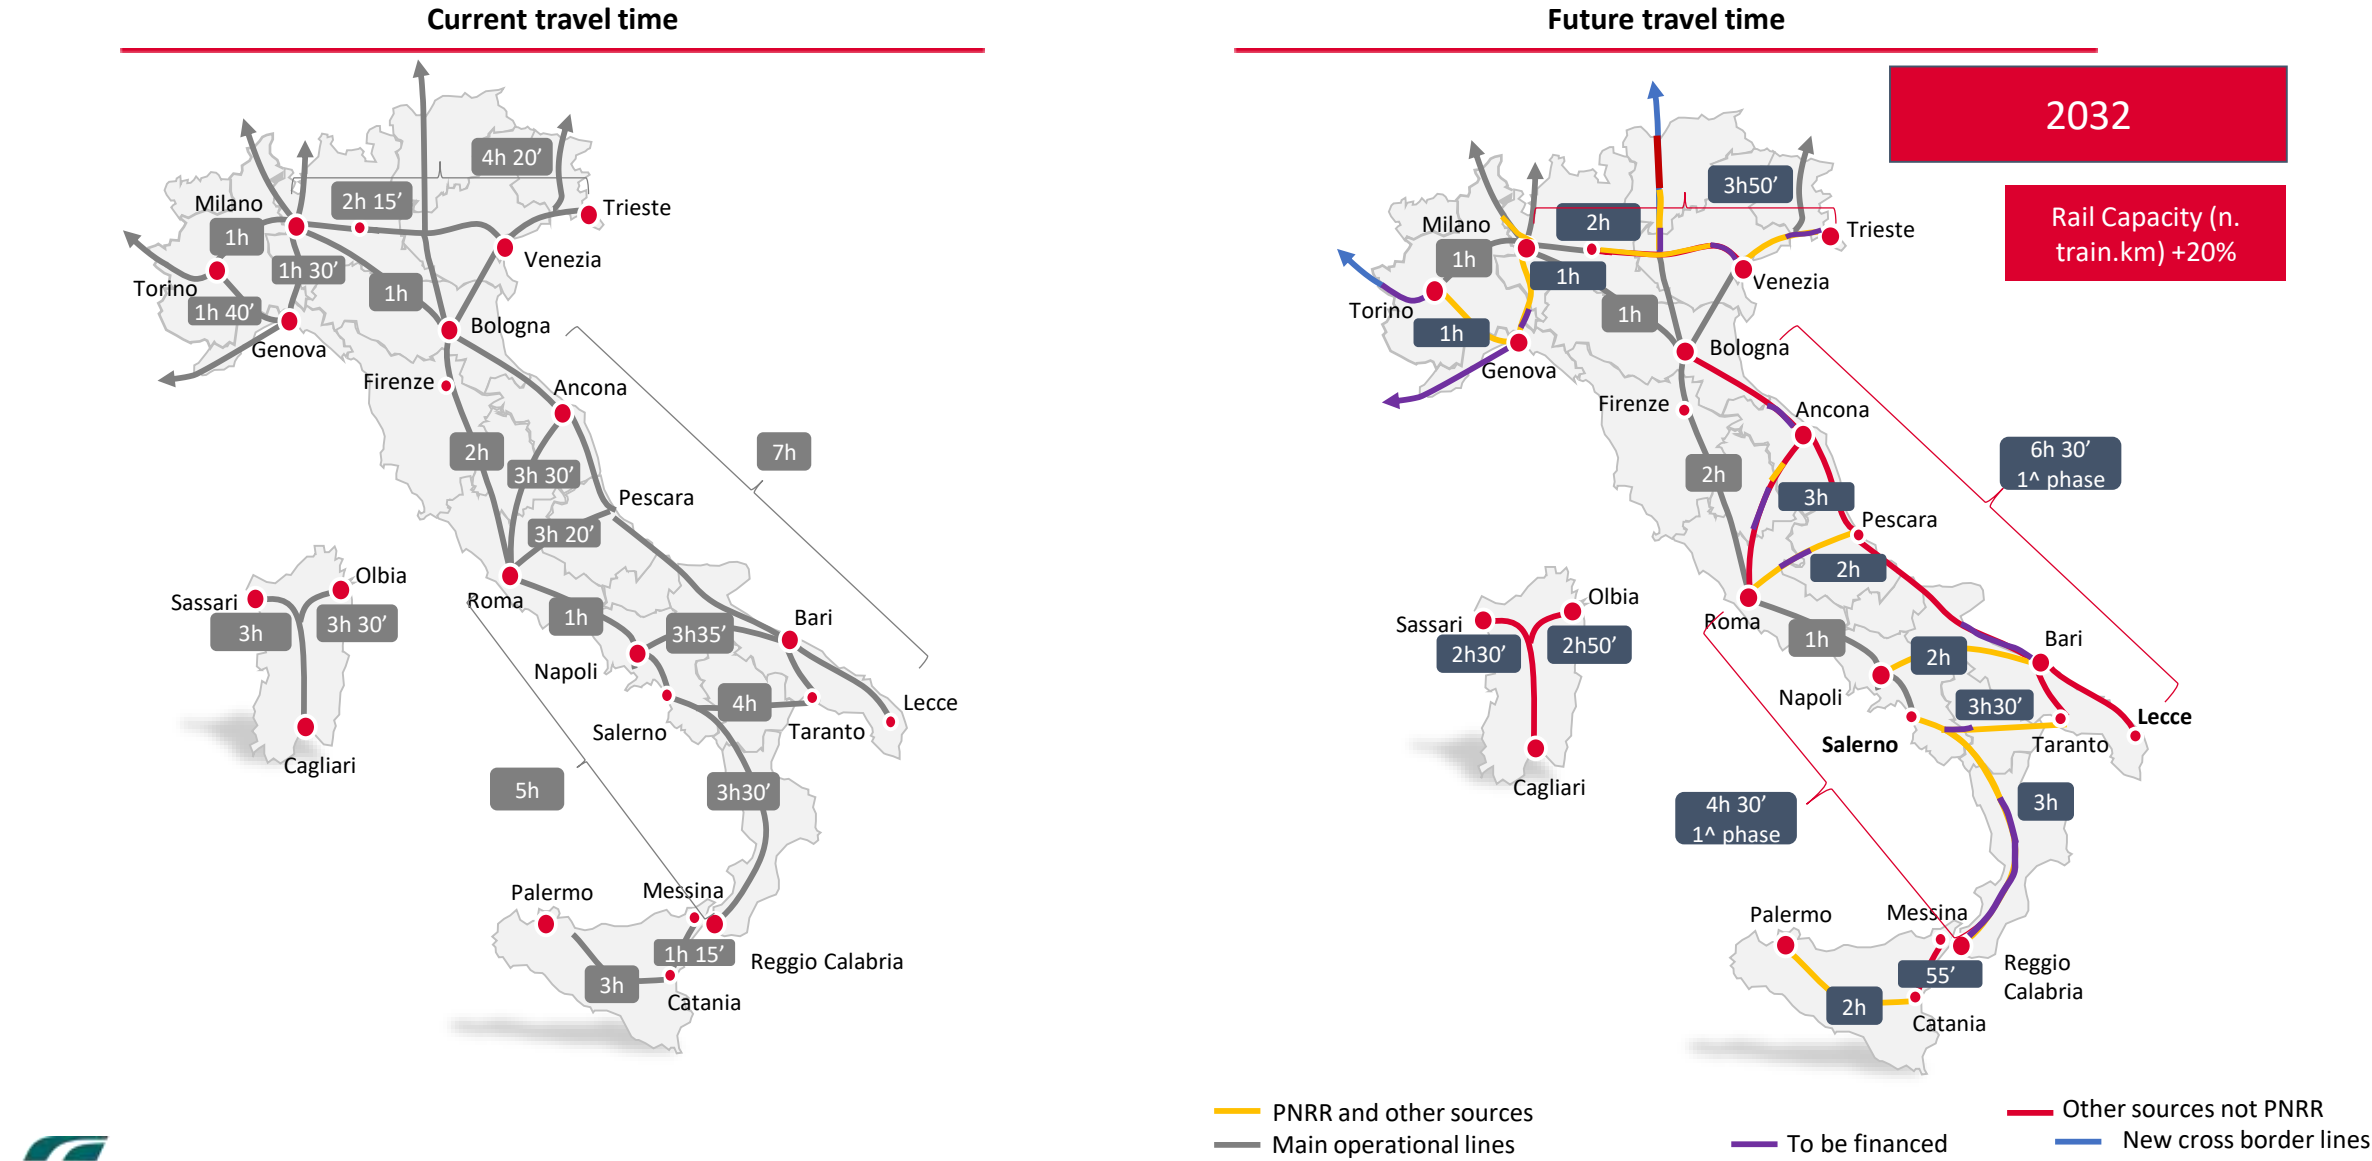 Current travel time
4h 20’
Milano
2h 15’
Trieste
1h
Venezia
1h 30’
Torino
1h
1h 40’
Bologna
Genova
Firenze
Ancona
2h
7h
3h 30’
Pescara
3h 20’
Olbia
Sassari
Roma
3h
3h 30’
1h
Bari
3h35’
Napoli
4h
Lecce
Salerno
Taranto
Cagliari
5h
3h30’
Palermo
Messina
1h 15’
Reggio Calabria
3h
Catania
Future travel time
2032
Rail Capacity (n.
train.km) +20%
3h50’
Milano
2h
Trieste
1h
1h
Venezia
Torino
1h
1h
Bologna
Genova
Firenze
Ancona
6h 30’
1^ phase
2h
3h
Pescara
2h
Olbia
Sassari
Roma
2h30’
2h50’
1h
Bari
2h
Napoli
3h30’
Lecce
Salerno
Taranto
Cagliari
4h 30’
1^ phase
3h
Palermo
Messina
55’
Reggio
Calabria
2h
Catania
PNRR and other sources
Other sources not PNRR
Main operational lines
To be financed
New cross border lines